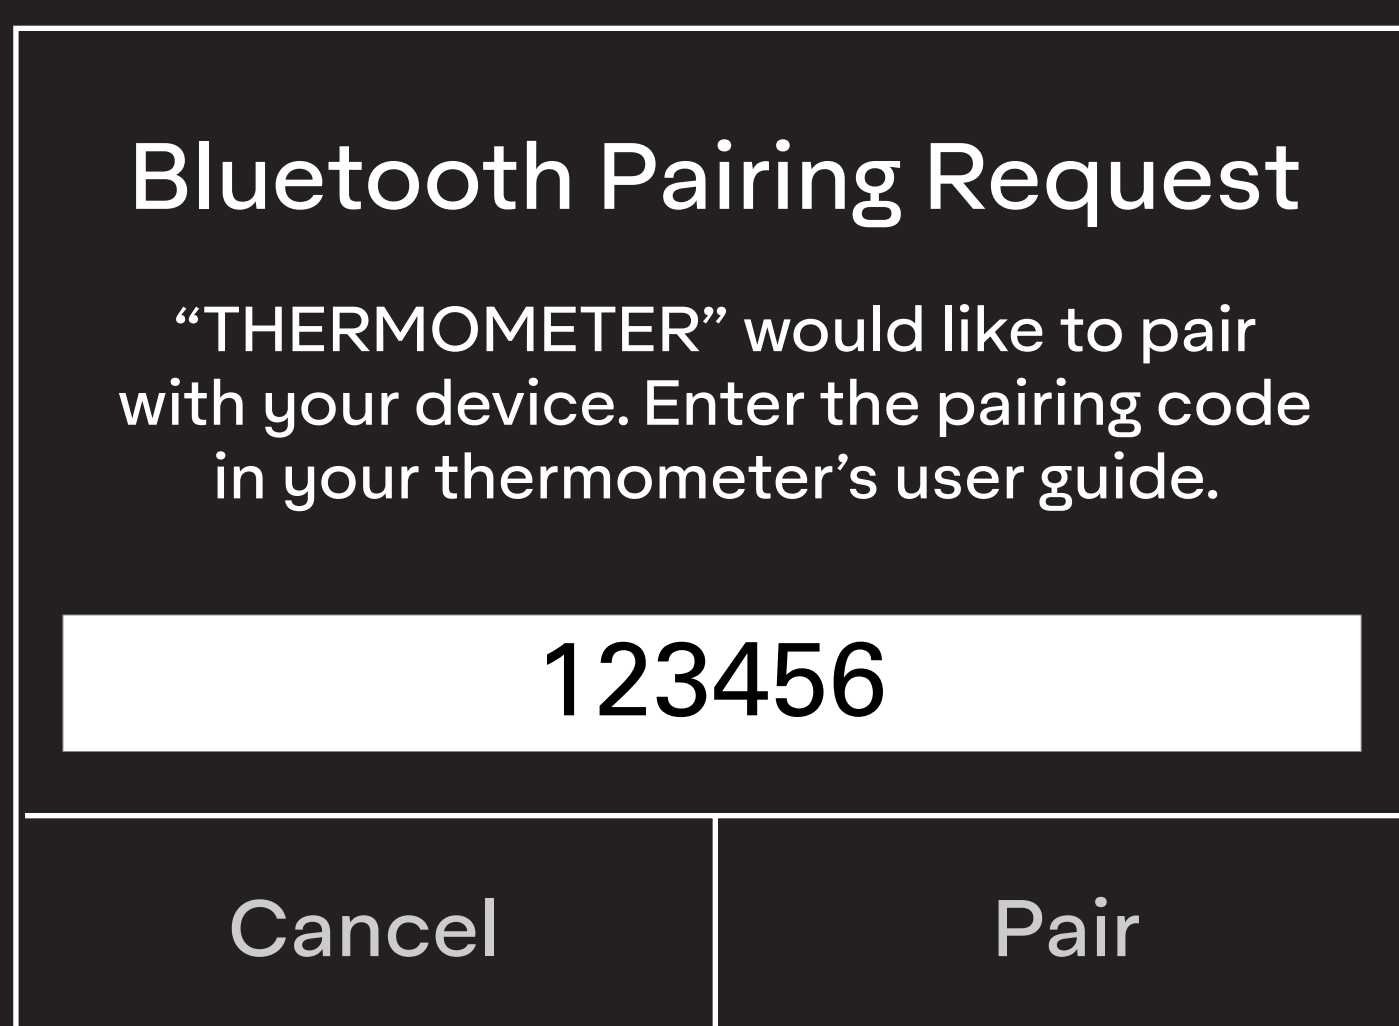 Bluetooth Pairing Request
“THERMOMETER” would like to pair
with your device. Enter the pairing code
in your thermometer’s user guide.
123456
Cancel
Pair